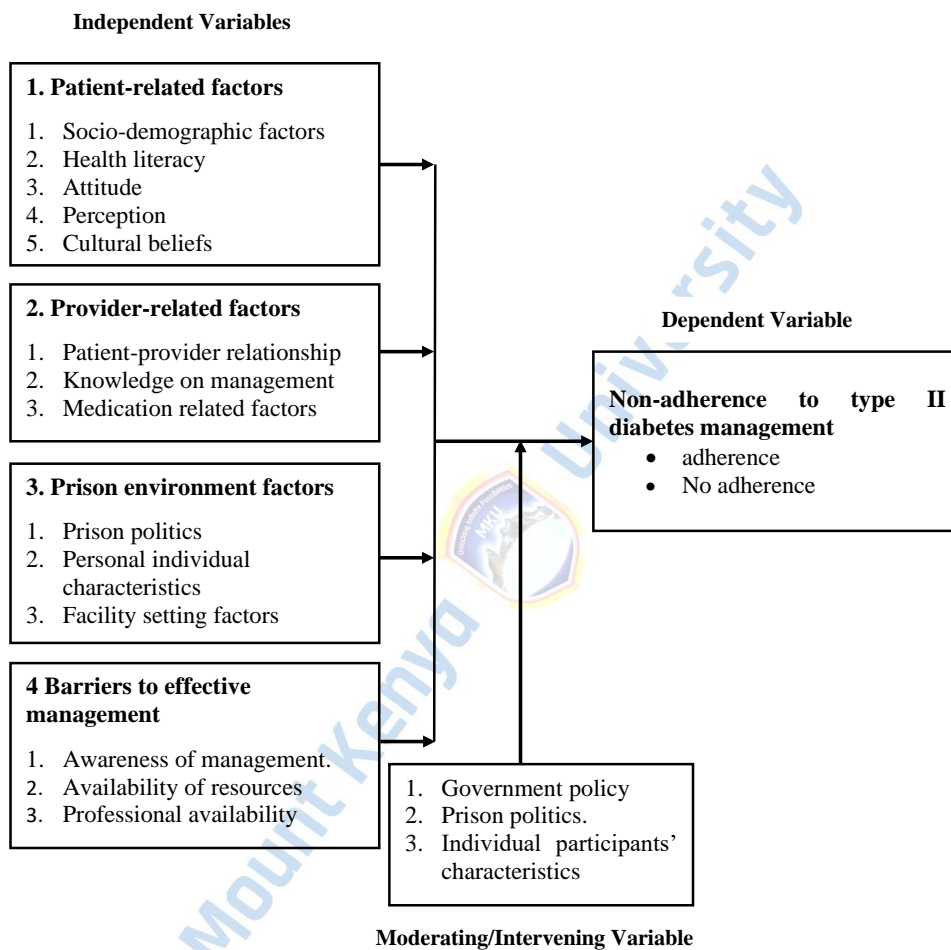 Independent Variables
1. Patient-related factors
1. Socio-demographic factors
2. Health literacy
3. Attitude
4. Perception
5. Cultural beliefs
2. Provider-related factors
1. Patient-provider relationship
2. Knowledge on management
3. Medication related factors
3. Prison environment factors
1. Prison politics
2. Personal individual
characteristics
3. Facility setting factors
4 Barriers to effective
management
1. Awareness of management.
2. Availability of resources
3. Professional availability
Dependent Variable
Non-adherence to type II
diabetes management
• adherence
• No adherence
1. Government policy
2. Prison politics.
3. Individual participants’
characteristics
Moderating/Intervening Variable
Mount Kenya University
MKU